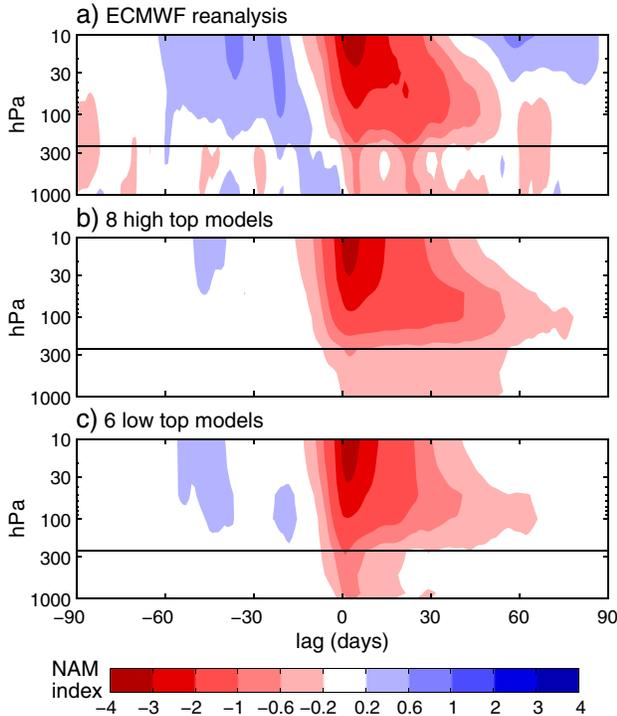 a) ECMWF reanalysis
10
30
hPa
100
300
1000
b) 8 high top models
10
30
hPa
100
300
1000
c) 6 low top models
10
30
hPa
100
300
1000
−90 −60 −30 0 30 60 90
lag (days)
NAM
index
−4 −3 −2 −1 −0.6 −0.2 0.2 0.6 1 2 3 4